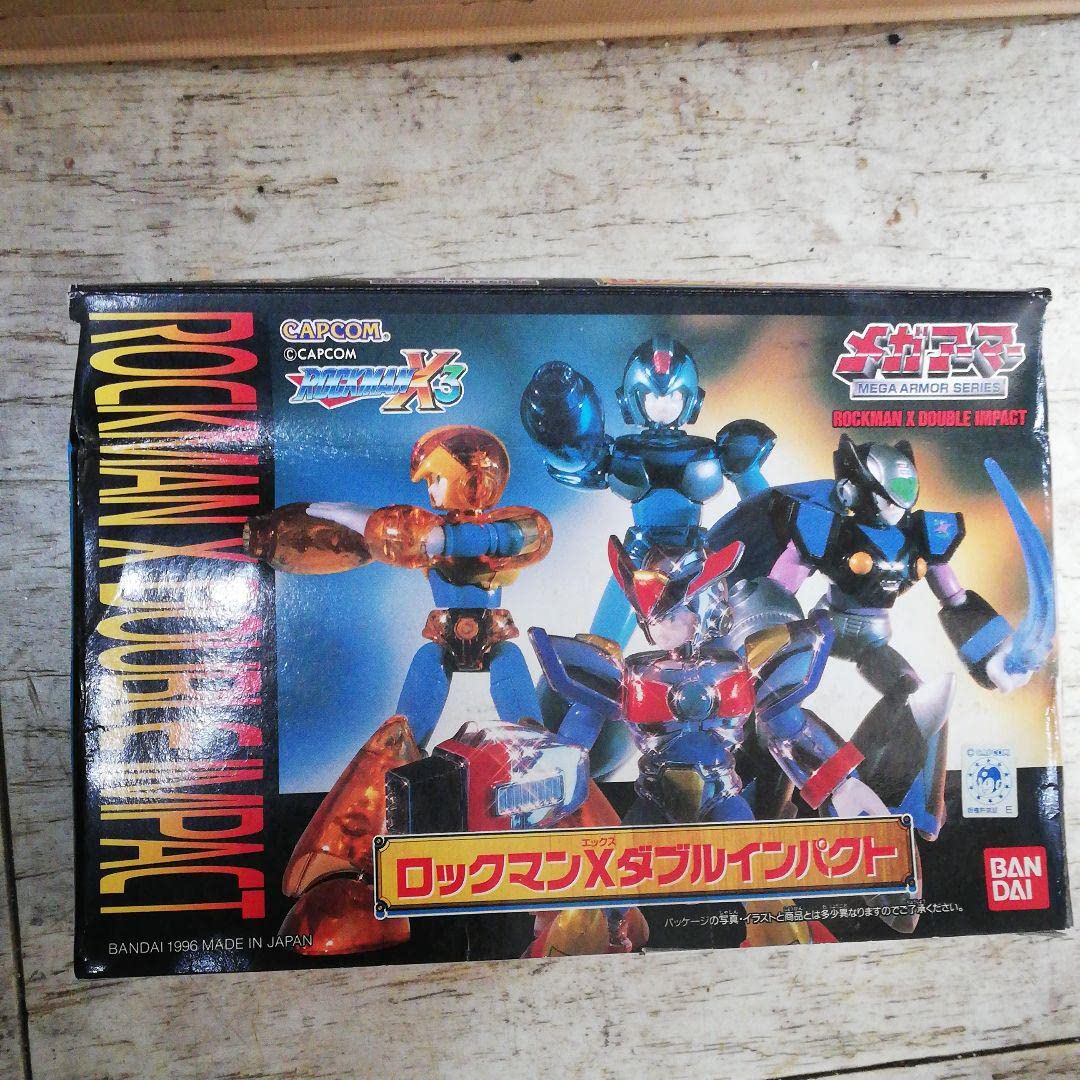 ROCKMAN X DOUBLE IMPACT
CAPCOM®
©CAPCOM
ROCKMAN X3
メガアーマー
MEGA ARMOR SERIES
ROCKMAN X DOUBLE IMPACT
©CAPCOM
E
エックス
ロックマンXダブルインパクト
BAN
DAI
パッケージの写真・イラストと商品とは多少異なりますのでご了承ください。
BANDAI 1996 MADE IN JAPAN